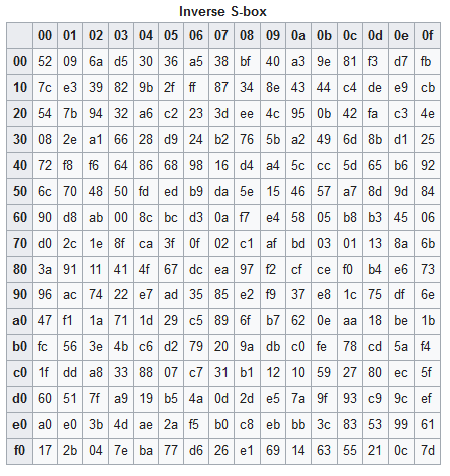 Inverse S-box
00 01 02 03 04 05 06 07 08 09 0a 0b 0c 0d 0e 0f
00 52 09 6a d5 30 36 a5 38 bf 40 a3 9e 81 f3 d7 fb
10 7c e3 39 82 9b 2f ff 87 34 8e 43 44 c4 de e9 cb
20 54 7b 94 32 a6 c2 23 3d ee 4c 95 0b 42 fa c3 4e
30 08 2e a1 66 28 d9 24 b2 76 5b a2 49 6d 8b d1 25
40 72 f8 f6 64 86 68 98 16 d4 a4 5c cc 5d 65 b6 92
50 6c 70 48 50 fd ed b9 da 5e 15 46 57 a7 8d 9d 84
60 90 d8 ab 00 8c bc d3 0a f7 e4 58 05 b8 b3 45 06
70 d0 2c 1e 8f ca 3f 0f 02 c1 af bd 03 01 13 8a 6b
80 3a 91 11 41 4f 67 dc ea 97 f2 cf ce f0 b4 e6 73
90 96 ac 74 22 e7 ad 35 85 e2 f9 37 e8 1c 75 df 6e
a0 47 f1 1a 71 1d 29 c5 89 6f b7 62 0e aa 18 be 1b
b0 fc 56 3e 4b c6 d2 79 20 9a db c0 fe 78 cd 5a f4
c0 1f dd a8 33 88 07 c7 31 b1 12 10 59 27 80 ec 5f
d0 60 51 7f a9 19 b5 4a 0d 2d e5 7a 9f 93 c9 9c ef
e0 a0 e0 3b 4d ae 2a f5 b0 c8 eb bb 3c 83 53 99 61
f0 17 2b 04 7e ba 77 d6 26 e1 69 14 63 55 21 0c 7d